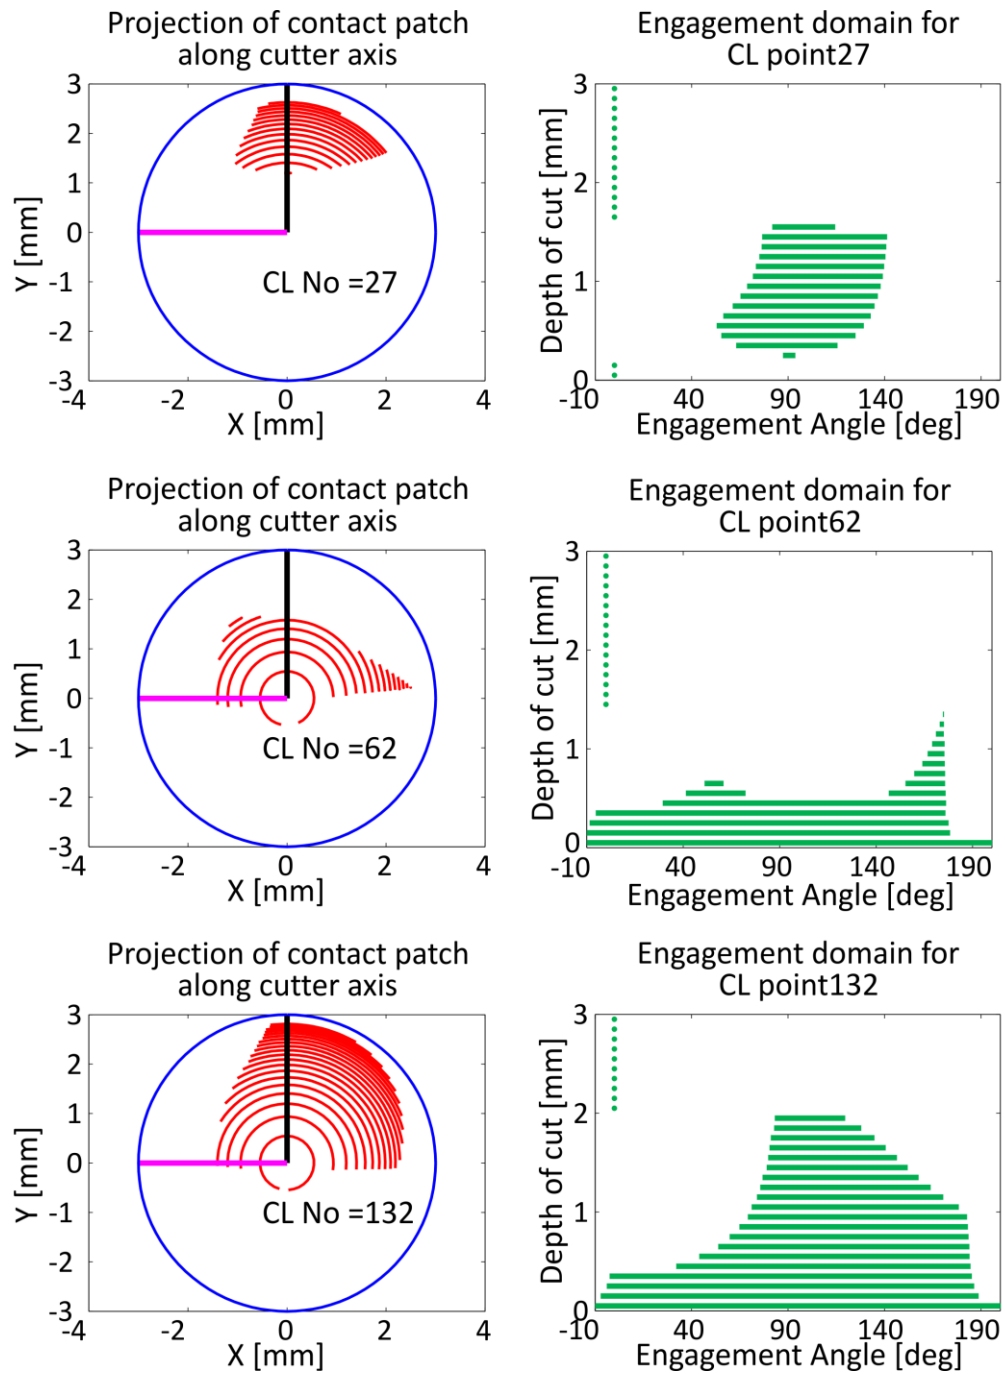 Projection of contact patch
along cutter axis
3
2
1
0
-1
-2
-3
Y [mm]
CL No =27
-4
-2
0
2
4
X [mm]
Engagement domain for
CL point27
3
2
1
0
Depth of cut [mm]
-10
40
90
140
190
Engagement Angle [deg]
Projection of contact patch
along cutter axis
3
2
1
0
-1
-2
-3
Y [mm]
CL No =62
-4
-2
0
2
4
X [mm]
Engagement domain for
CL point62
3
2
1
0
Depth of cut [mm]
-10
40
90
140
190
Engagement Angle [deg]
Projection of contact patch
along cutter axis
3
2
1
0
-1
-2
-3
Y [mm]
CL No =132
-4
-2
0
2
4
X [mm]
Engagement domain for
CL point132
3
2
1
0
Depth of cut [mm]
-10
40
90
140
190
Engagement Angle [deg]